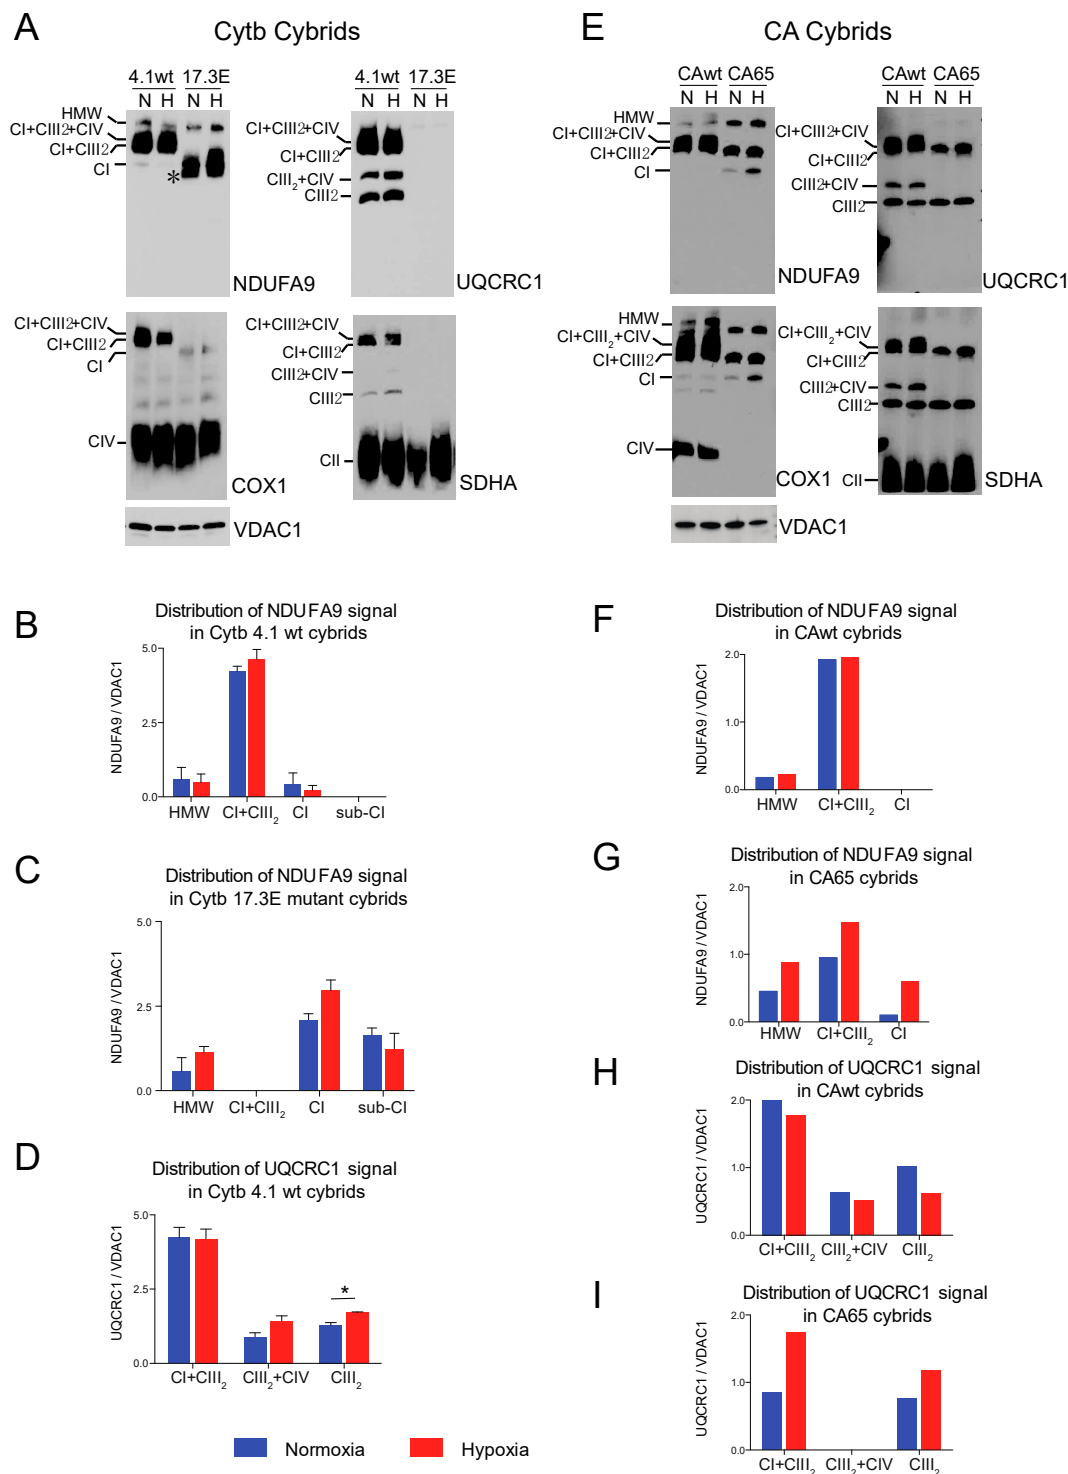 A
Cytb Cybrids
4.1wt 17.3E
N H N H
HMW
CI+CIII2+CIV
CI+CIII2
CI
*
NDUFA9
4.1wt 17.3E
N H N H
CI+CIII2+CIV
CI+CIII2
CIII2+CIV
CIII2
UQCRC1
CI+CIII2+CIV
CI+CIII2
CI
CIV
COX1
CI+CIII2+CIV
CI+CIII2
CIII2+CIV
CIII2
CII
SDHA
VDAC1
E
CA Cybrids
CAwt CA65
N H N H
HMW
CI+CIII2+CIV
CI+CIII2
CI
NDUFA9
CAwt CA65
N H N H
CI+CIII2+CIV
CI+CIII2
CIII2+CIV
CIII2
UQCRC1
HMW
CI+CIII2+CIV
CI+CIII2
CI
CIV
COX1
CI+CIII2+CIV
CI+CIII2
CIII2+CIV
CIII2
CII
SDHA
VDAC1
B
Distribution of NDUFA9 signal
in Cytb 4.1 wt cybrids
NDUFA9 / VDAC1
5.0
2.5
0.0
HMW CI+CIII2 CI sub-CI
C
Distribution of NDUFA9 signal
in Cytb 17.3E mutant cybrids
NDUFA9 / VDAC1
5.0
2.5
0.0
HMW CI+CIII2 CI sub-CI
D
Distribution of UQCRC1 signal
in Cytb 4.1 wt cybrids
UQCRC1 / VDAC1
5.0
2.5
0.0
*
CI+CIII2 CIII2+CIV CIII2
Normoxia Hypoxia
F
Distribution of NDUFA9 signal
in CAwt cybrids
NDUFA9 / VDAC1
2.0
1.0
0.0
HMW CI+CIII2 CI
G
Distribution of NDUFA9 signal
in CA65 cybrids
NDUFA9 / VDAC1
2.0
1.0
0.0
HMW CI+CIII2 CI
H
Distribution of UQCRC1 signal
in CAwt cybrids
UQCRC1 / VDAC1
2.0
1.0
0.0
CI+CIII2 CIII2+CIV CIII2
I
Distribution of UQCRC1 signal
in CA65 cybrids
UQCRC1 / VDAC1
2.0
1.0
0.0
CI+CIII2 CIII2+CIV CIII2